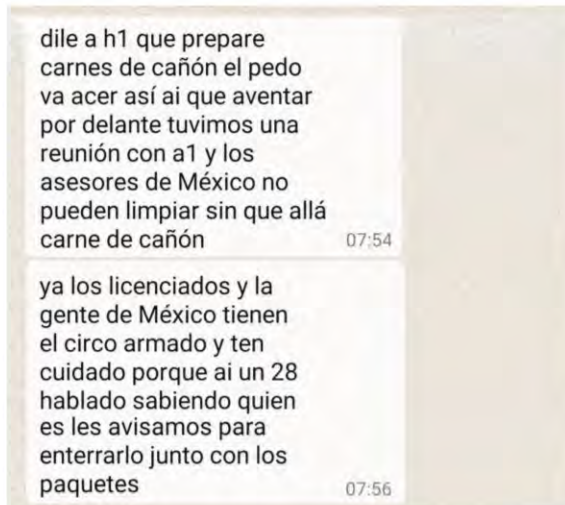 dile a h1 que prepare
carnes de cañón el pedo
va acer así ai que aventar
por delante tuvimos una
reunión con a1 y los
asesores de México no
pueden limpiar sin que allá
carne de cañón 07:54
ya los licenciados y la
gente de México tienen
el circo armado y ten
cuidado porque ai un 28
hablado sabiendo quien
es les avisamos para
enterrarlo junto con los
paquetes 07:56